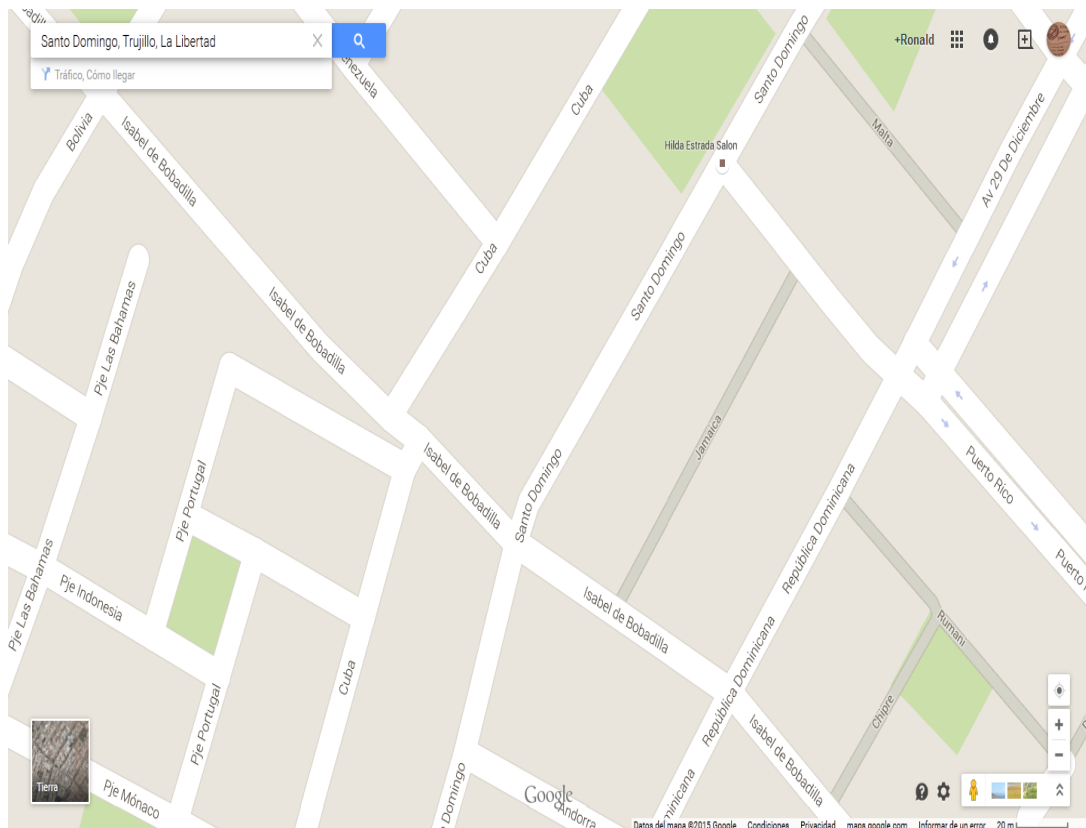 Santo Domingo, Trujillo, La Libertad
Tráfico, Cómo llegar
+Ronald
Bolivia
Isabel de Bobadilla
Cuba
Santo Domingo
Hilda Estrada Salon
Malta
Av 29 De Diciembre
Cuba
Santo Domingo
Pje Las Bahamas
Isabel de Bobadilla
Jamaica
Isabel de Bobadilla
Santo Domingo
Pje Portugal
República Dominicana
Puerto Rico
Puerto
Pje Las Bahamas
Pje Indonesia
Isabel de Bobadilla
Rumani
Cuba
República Dominicana
Chipre
Pje Portugal
Isabel de Bobadilla
Tierra
Pje Mónaco
Domingo
Google
Andorra
Datos del mapa ©2015 Google Condiciones Privacidad maps.google.com Informar de un error 20 m